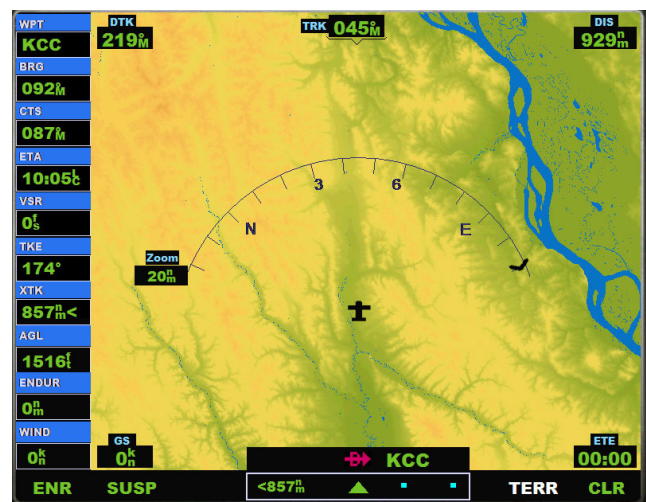 WPT
KCC
BRG
092°M
CTS
087°M
ETA
10:05LC
VSR
0fs
TKE
174°
XTK
857nm<
AGL
1516ft
ENDUR
0nm
WIND
0kn
DTK
219°M
TRK 045°M
DIS
929nm
3
6
N
E
Zoom
20nm
GS
0kn
D KCC
ETE
00:00
ENR SUSP <857nm TERR CLR